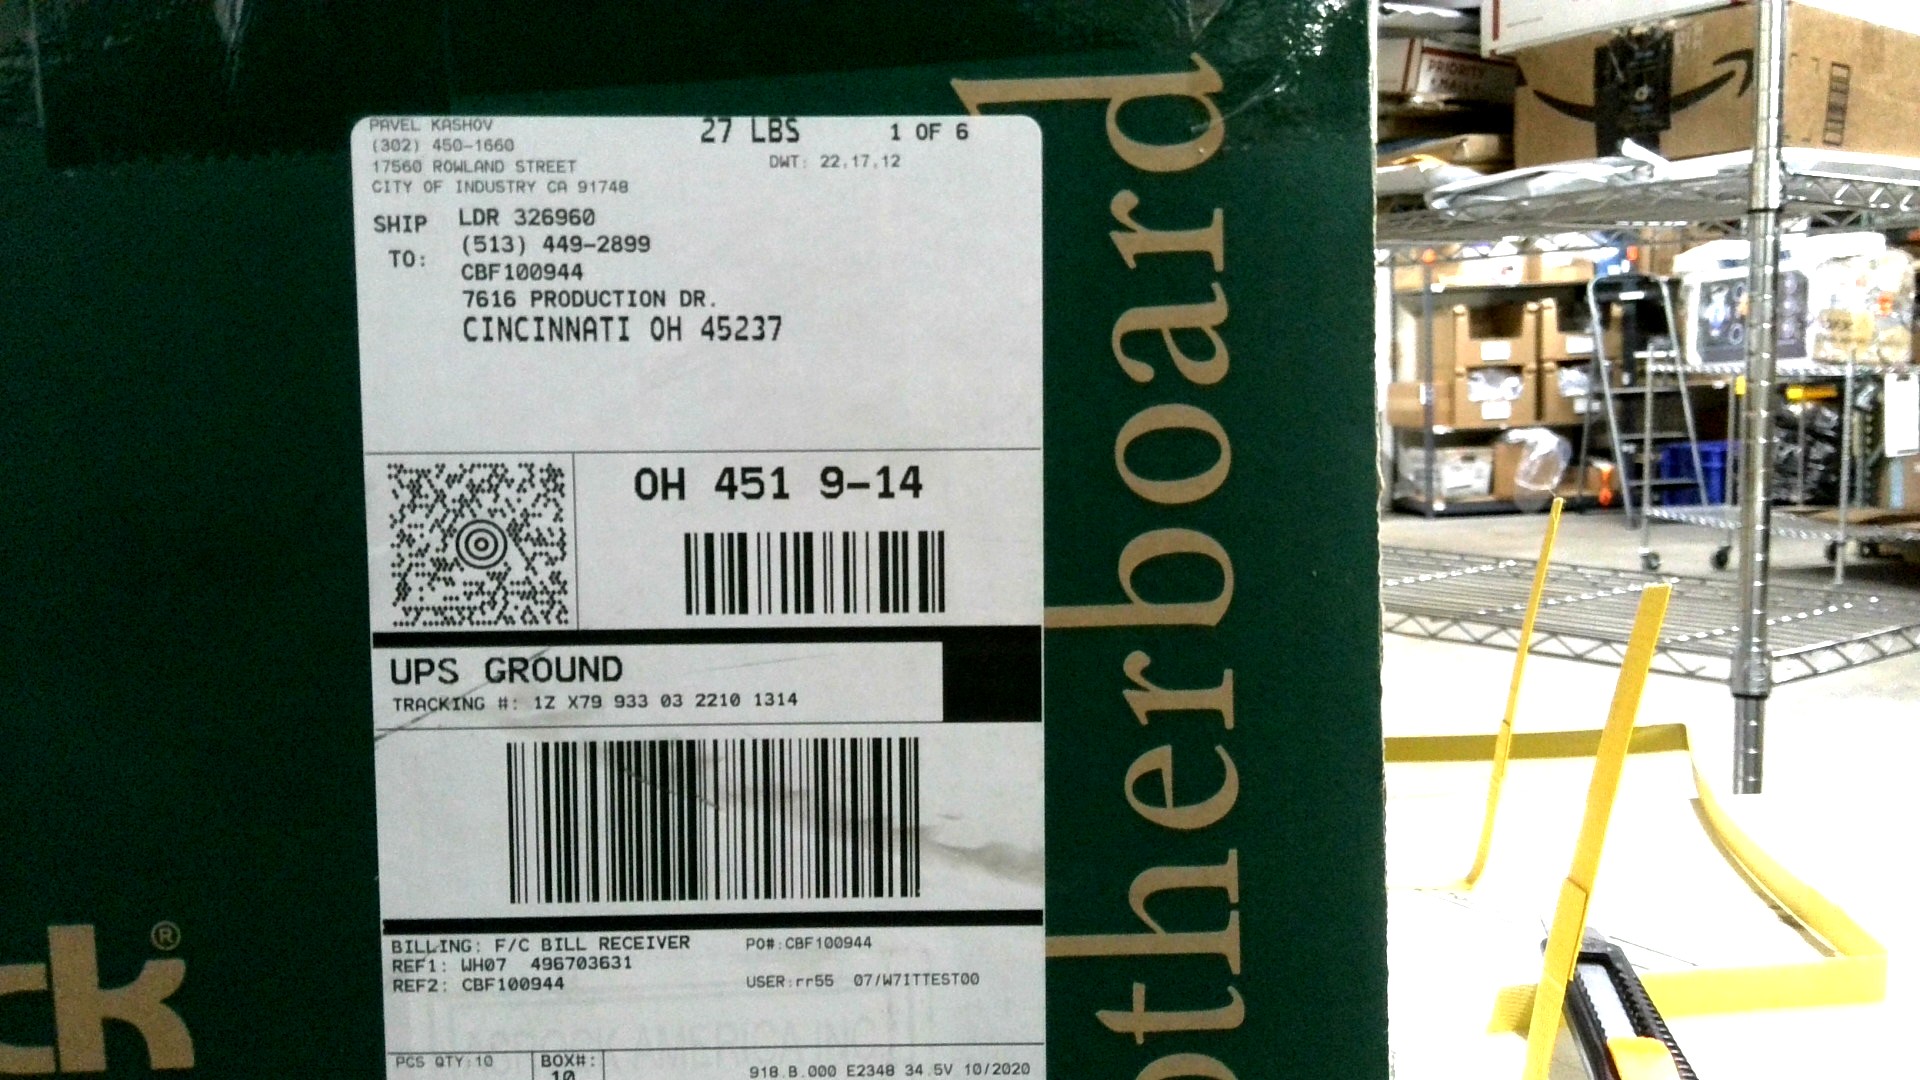 PAVEL KASHOV
(302) 450-1660
17560 ROWLAND STREET
CITY OF INDUSTRY CA 91748
27 LBS
1 OF 6
DWT: 22.17.12
SHIP TO:
LDR 326960
(513) 449-2899
CBF100944
7616 PRODUCTION DR.
CINCINNATI OH 45237
OH 451 9-14
UPS GROUND
TRACKING #: 1Z X79 933 03 2210 1314
BILLING: F/C BILL RECEIVER
PO#:CBF100944
REF1: WH07 496703631
REF2: CBF100944
USER:rr55 07/W7ITTEST00
PCS QTY:10
BOX#:
10
918.B.000 E2348 34.5V 10/2020
otherboard
ck®
PRIORITY
MAIL